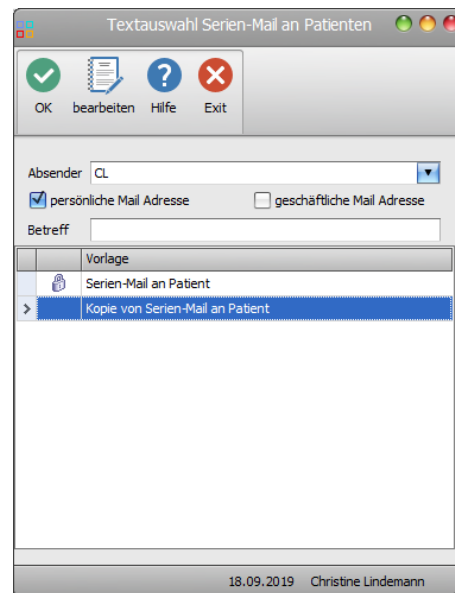 Textauswahl Serien-Mail an Patienten
OK bearbeiten Hilfe Exit
Absender CL
persönliche Mail Adresse geschäftliche Mail Adresse
Betreff
Vorlage
Serien-Mail an Patient
Kopie von Serien-Mail an Patient
18.09.2019 Christine Lindemann